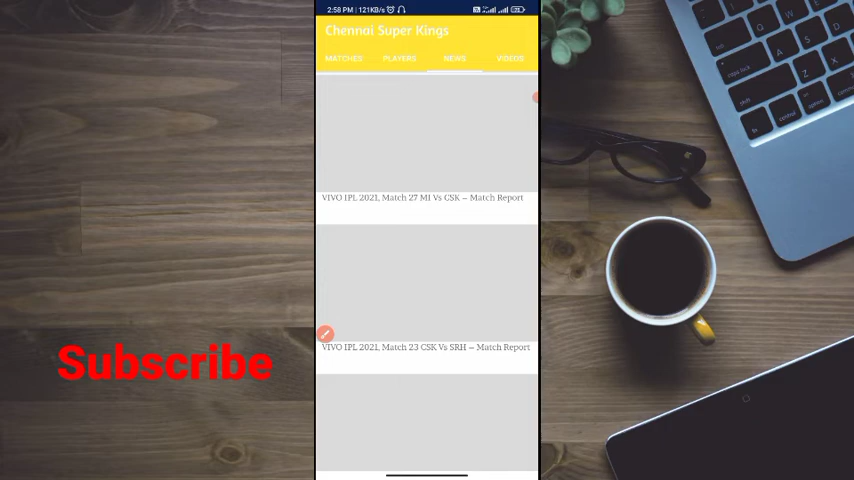 2:58 PM | 121KB/s
Chennai Super Kings
MATCHES PLAYERS NEWS VIDEOS
VIVO IPL 2021, Match 27 MI Vs CSK – Match Report
VIVO IPL 2021, Match 23 CSK Vs SRH – Match Report
Subscribe